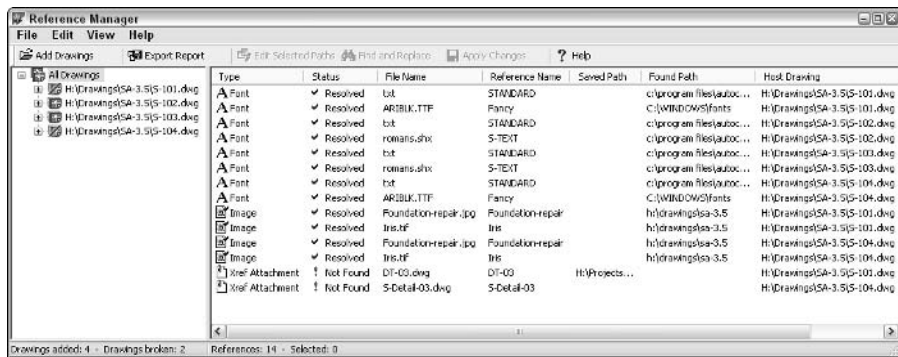 Reference Manager
File Edit View Help
Add Drawings Export Report Edit Selected Paths Find and Replace Apply Changes ? Help
All Drawings
H:\Drawings\SA-3.5\S-101.dwg
H:\Drawings\SA-3.5\S-102.dwg
H:\Drawings\SA-3.5\S-103.dwg
H:\Drawings\SA-3.5\S-104.dwg
Type Status File Name Reference Name Saved Path Found Path Host Drawing
A Font Resolved txt STANDARD c:\program files\autoc... H:\Drawings\SA-3.5\S-101.dwg
A Font Resolved ARIBLK.TTF Fancy C:\WINDOWS\fonts H:\Drawings\SA-3.5\S-101.dwg
A Font Resolved txt STANDARD c:\program files\autoc... H:\Drawings\SA-3.5\S-102.dwg
A Font Resolved romans.shx S-TEXT c:\program files\autoc... H:\Drawings\SA-3.5\S-102.dwg
A Font Resolved txt STANDARD c:\program files\autoc... H:\Drawings\SA-3.5\S-103.dwg
A Font Resolved romans.shx S-TEXT c:\program files\autoc... H:\Drawings\SA-3.5\S-103.dwg
A Font Resolved txt STANDARD c:\program files\autoc... H:\Drawings\SA-3.5\S-104.dwg
A Font Resolved ARIBLK.TTF Fancy C:\WINDOWS\fonts H:\Drawings\SA-3.5\S-104.dwg
Image Resolved Foundation-repair.jpg Foundation-repair h:\drawings\sa-3.5 H:\Drawings\SA-3.5\S-101.dwg
Image Resolved Iris.tif Iris h:\drawings\sa-3.5 H:\Drawings\SA-3.5\S-101.dwg
Image Resolved Foundation-repair.jpg Foundation-repair h:\drawings\sa-3.5 H:\Drawings\SA-3.5\S-104.dwg
Image Resolved Iris.tif Iris h:\drawings\sa-3.5 H:\Drawings\SA-3.5\S-104.dwg
Xref Attachment ! Not Found DT-03.dwg DT-03 H:\Projects... H:\Drawings\SA-3.5\S-101.dwg
Xref Attachment ! Not Found S-Detail-03.dwg S-Detail-03 H:\Drawings\SA-3.5\S-104.dwg
Drawings added: 4 - Drawings broken: 2 References: 14 - Selected: 0